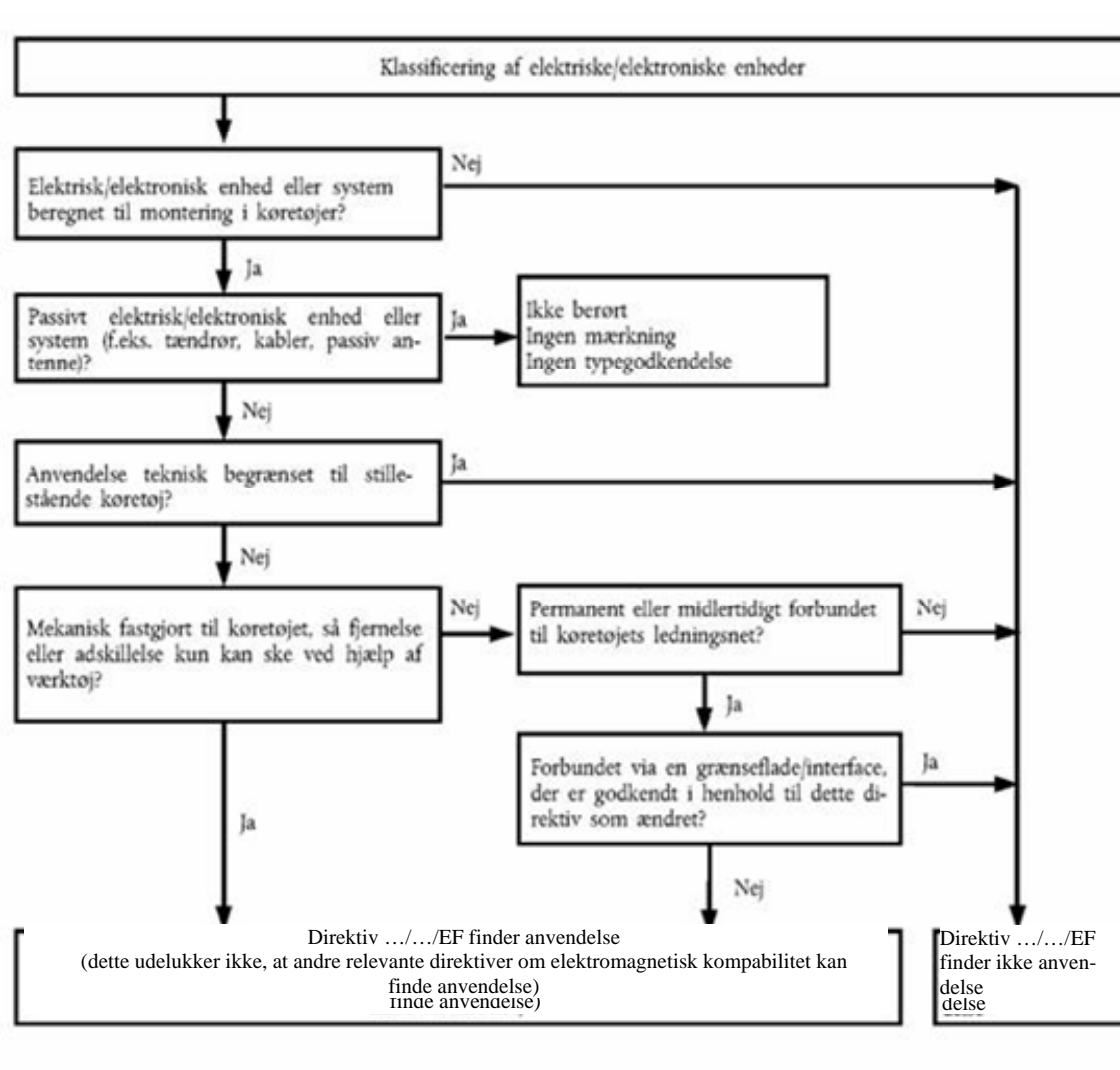 Klassificering af elektriske/elektroniske enheder
Elektrisk/elektronisk enhed eller system
beregnet til montering i køretøjer?
Nej
Ja
Passivt elektrisk/elektronisk enhed eller
system (f.eks. tændrør, kabler, passiv an-
tenne)?
Ja
Ikke berørt
Ingen mærkning
Ingen typegodkendelse
Nej
Anvendelse teknisk begrænset til stille-
stående køretøj?
Ja
Nej
Mekanisk fastgjort til køretøjet, så fjernelse
eller adskillelse kun kan ske ved hjælp af
værktøj?
Nej
Permanent eller midlertidigt forbundet
til køretøjets ledningsnet?
Nej
Ja
Forbundet via en grænseflade/interface,
der er godkendt i henhold til dette di-
rektiv som ændret?
Ja
Ja
Nej
Direktiv …/…/EF finder anvendelse
(dette udelukker ikke, at andre relevante direktiver om elektromagnetisk kompabilitet kan
finde anvendelse)
finde anvendelse)
Direktiv …/…/EF
finder ikke anven-
delse
delse